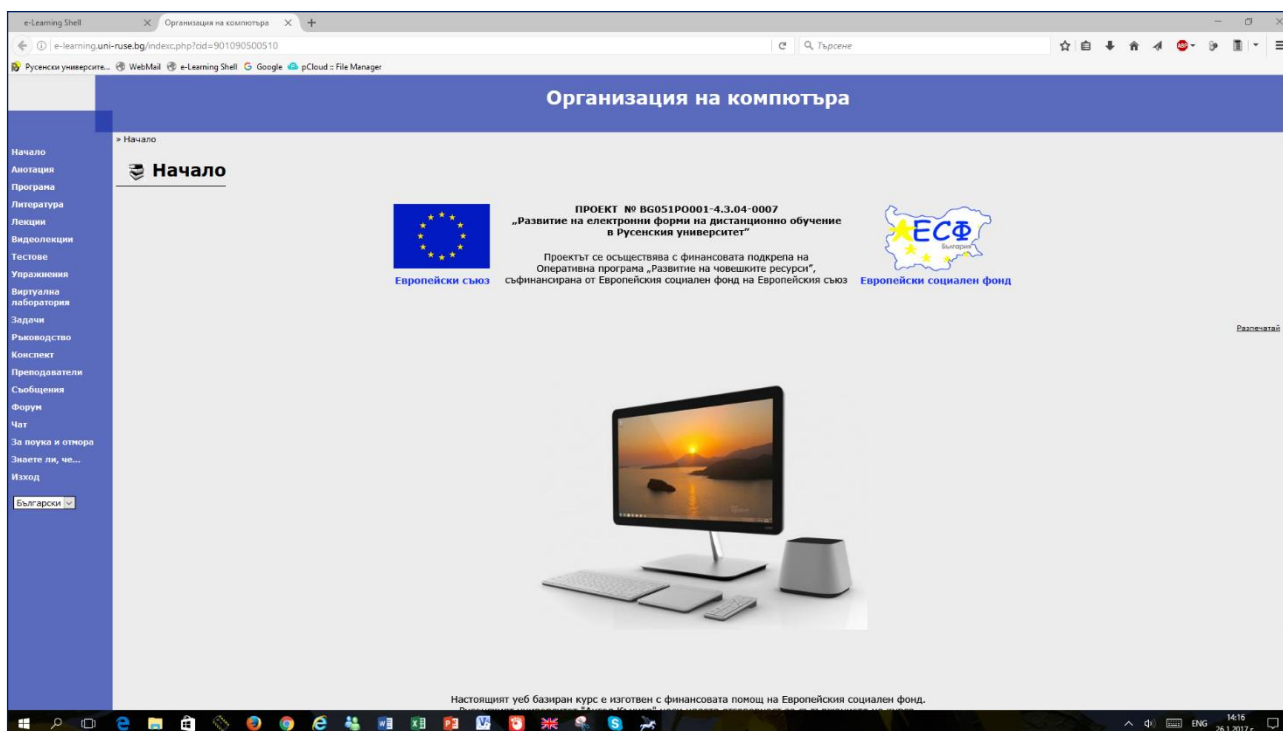 e-Learning Shell
Организация на компютъра
e-learning.uni-ruse.bg/indexc.php?cid=901090500510
Търсене
Русенски университе...
WebMail
e-Learning Shell
Google
pCloud :: File Manager
Организация на компютъра
» Начало
Начало
Начало
Анотация
Програма
Литература
Лекции
Видеолекции
Тестове
Упражнения
Виртуална
лаборатория
Задачи
Ръководство
Конспект
Преподаватели
Съобщения
Форум
Чат
За поука и отмора
Знаете ли, че...
Изход
Български
ПРОЕКТ № BG051PO001-4.3.04-0007
„Развитие на електронни форми на дистанционно обучение
в Русенския университет“
Проектът се осъществява с финансовата подкрепа на
Оперативна програма „Развитие на човешките ресурси“,
съфинансирана от Европейския социален фонд на Европейския съюз
Европейски съюз
ЕСФ
България
Европейски социален фонд
Разпечатай
Настоящият уеб базиран курс е изготвен с финансовата помощ на Европейския социален фонд.
ENG
14:16
26.1.2017 г.